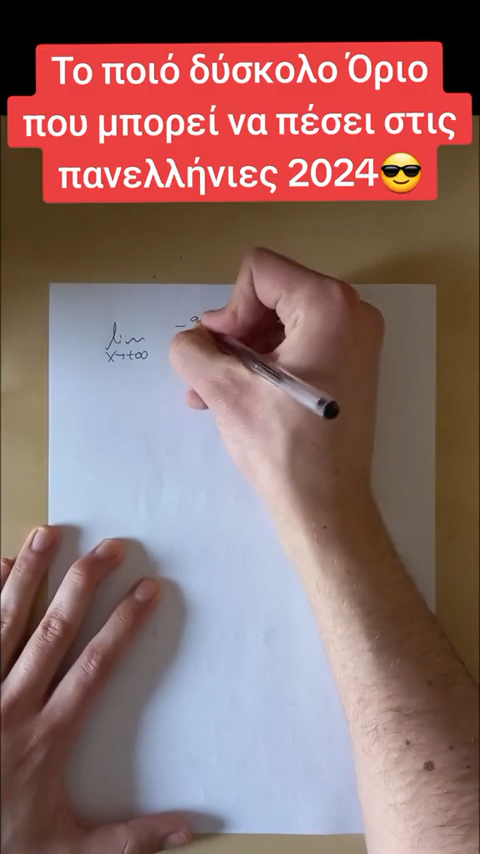 Το ποιό δύσκολο Όριο
που μπορεί να πέσει στις
πανελλήνιες 2024😎
lim
x→+∞